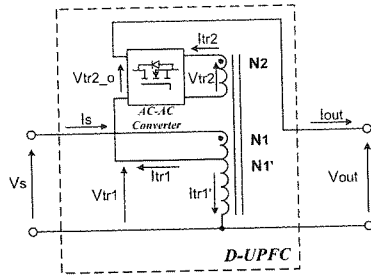 Itr2
N2
Vtr2_o
Vtr2
AC-AC
Converter
Is
Iout
N1
N1'
Itr1
Vs
Vtr1
Itr1'
Vout
D-UPFC